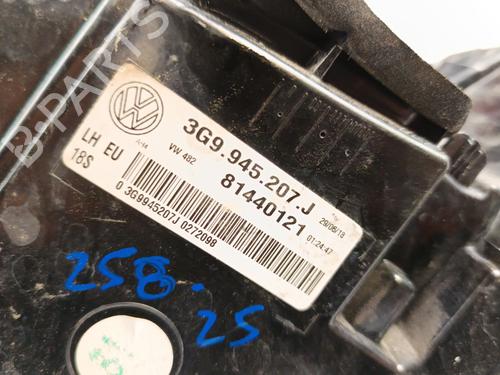 B-PARTS
VW
3G9.945.207.J
VW 482
81440121
29/08/18
01:24:47
LH EU
18S
0 3G9945207J 0272098
258.
25